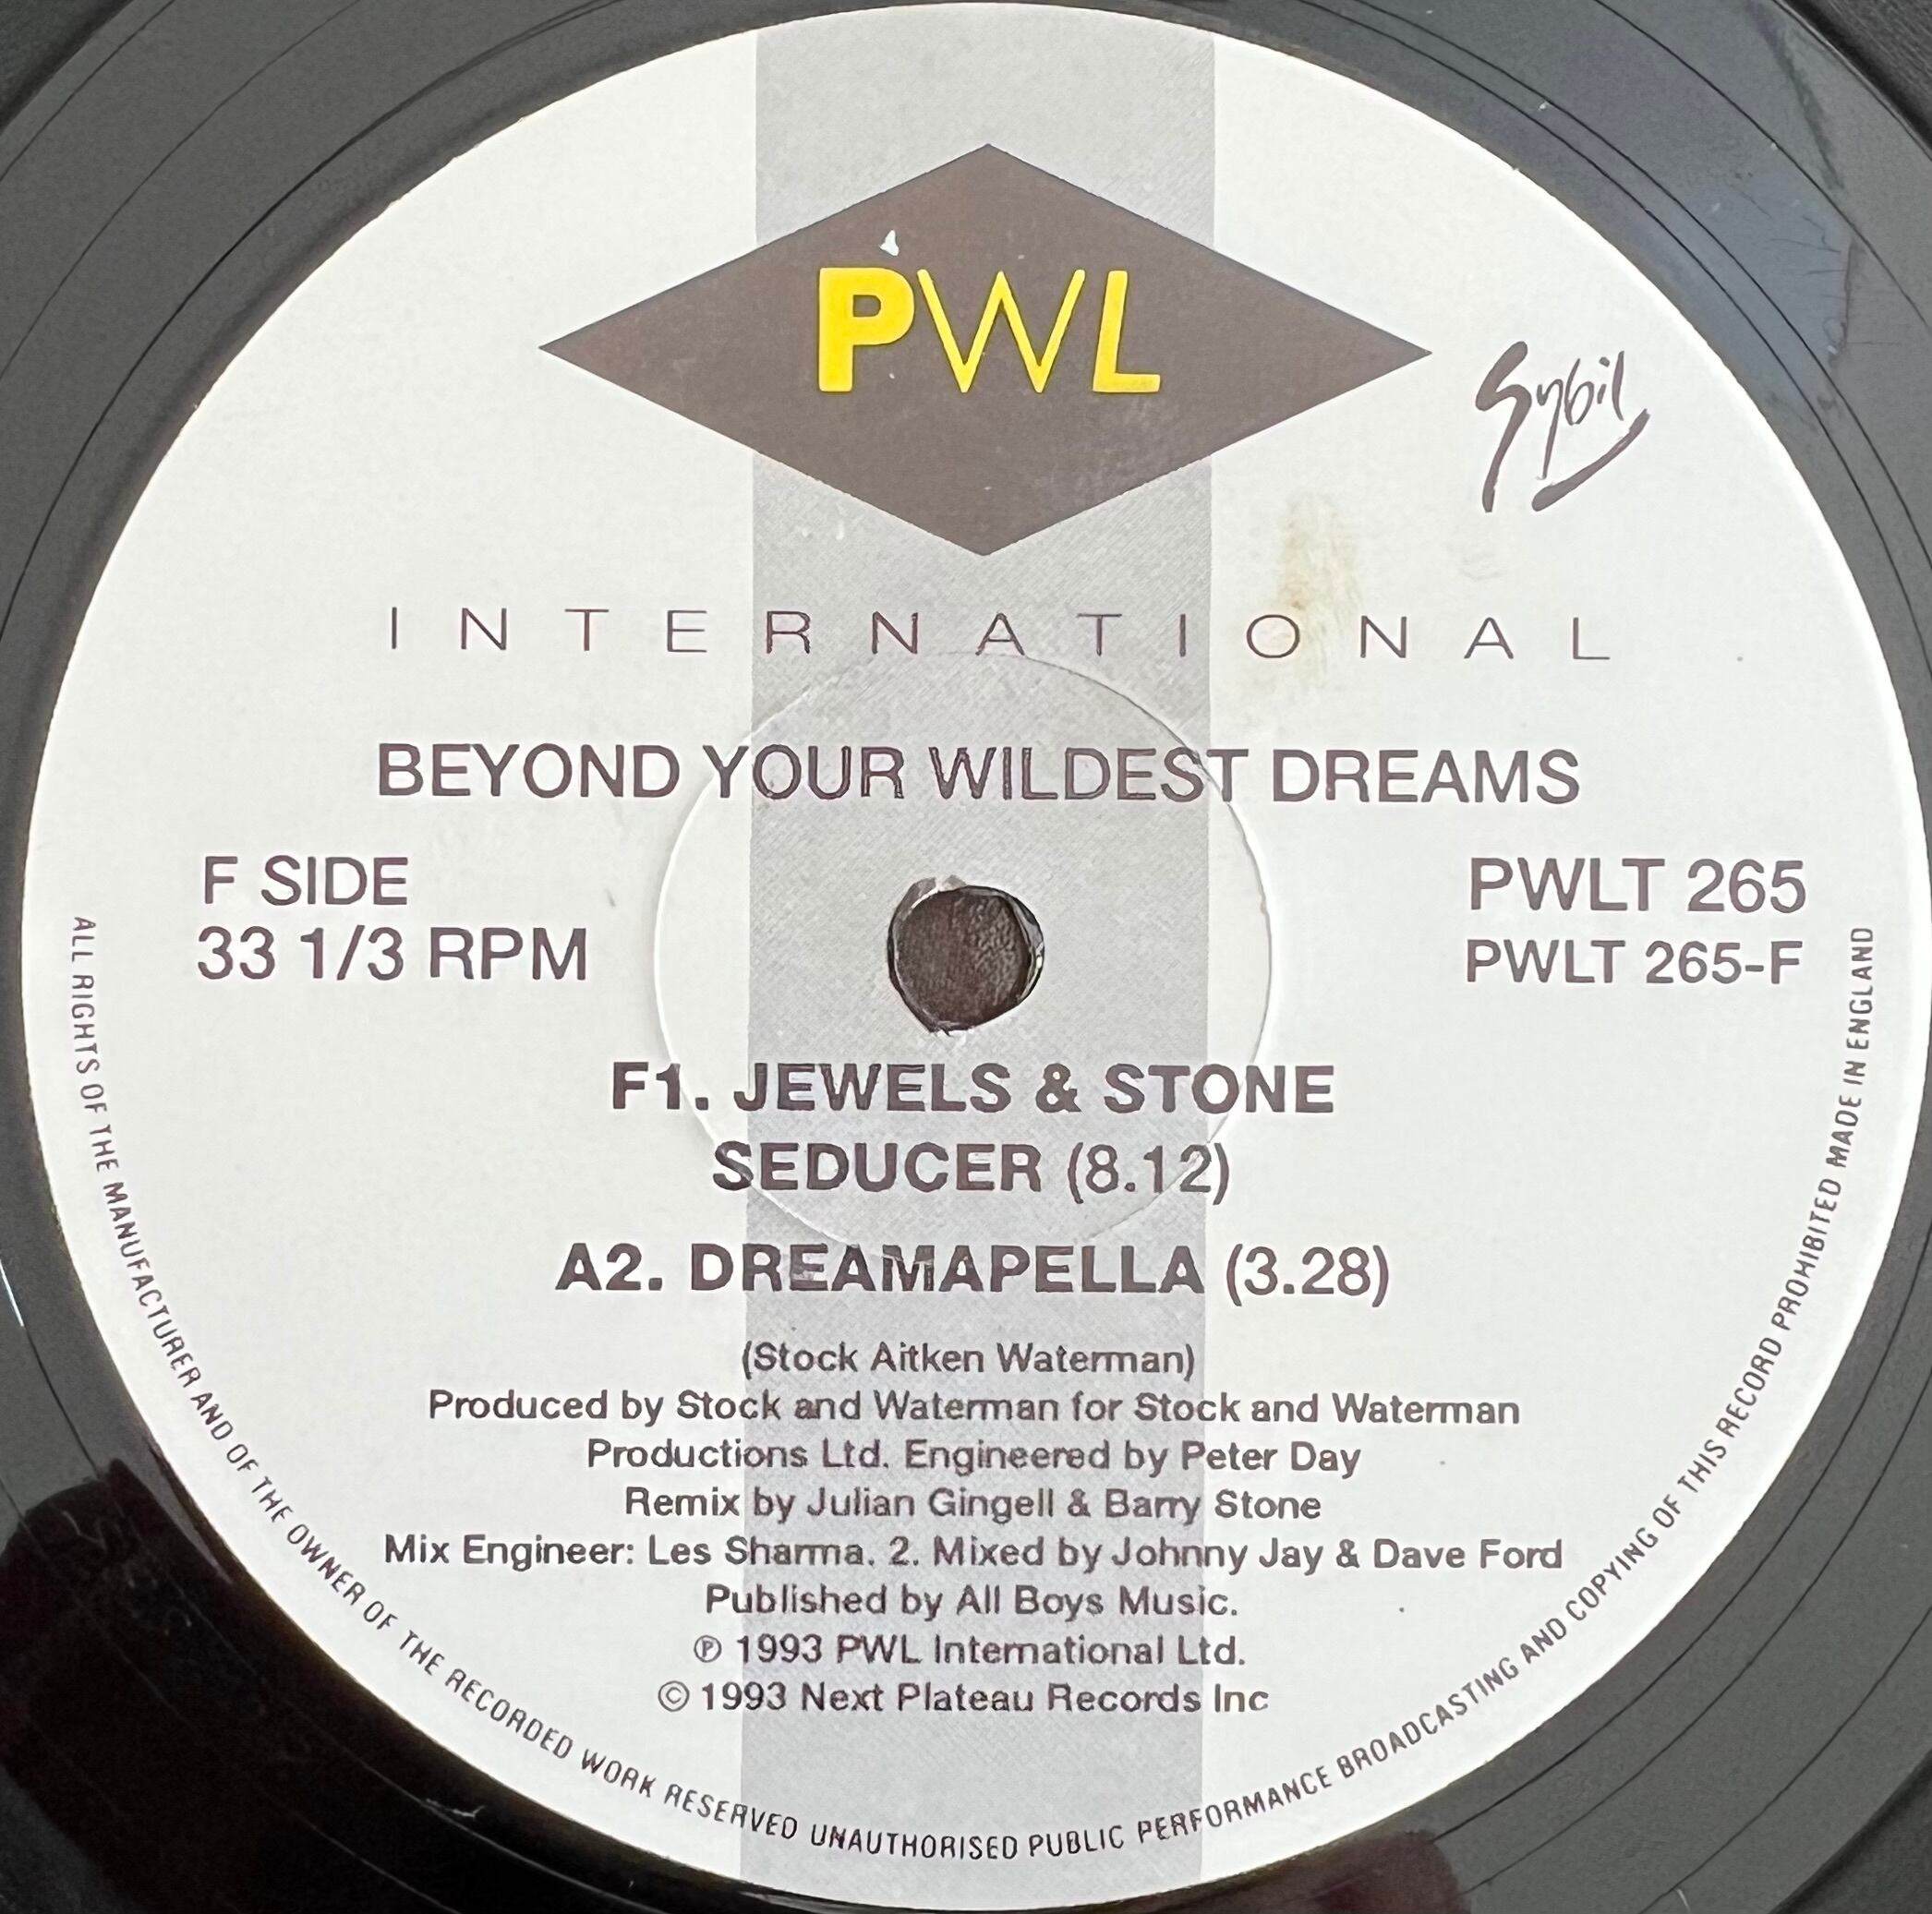 PWL
Sybil
INTERNATIONAL
BEYOND YOUR WILDEST DREAMS
F SIDE
33 1/3 RPM
PWLT 265
PWLT 265-F
F1. JEWELS & STONE
SEDUCER (8.12)
A2. DREAMAPELLA (3.28)
(Stock Aitken Waterman)
Produced by Stock and Waterman for Stock and Waterman
Productions Ltd. Engineered by Peter Day
Remix by Julian Gingell & Barry Stone
Mix Engineer: Les Sharma. 2. Mixed by Johnny Jay & Dave Ford
Published by All Boys Music.
℗ 1993 PWL International Ltd.
© 1993 Next Plateau Records Inc
ALL RIGHTS OF THE MANUFACTURER AND OF THE OWNER OF THE RECORDED WORK RESERVED UNAUTHORISED PUBLIC PERFORMANCE BROADCASTING AND COPYING OF THIS RECORD PROHIBITED MADE IN ENGLAND